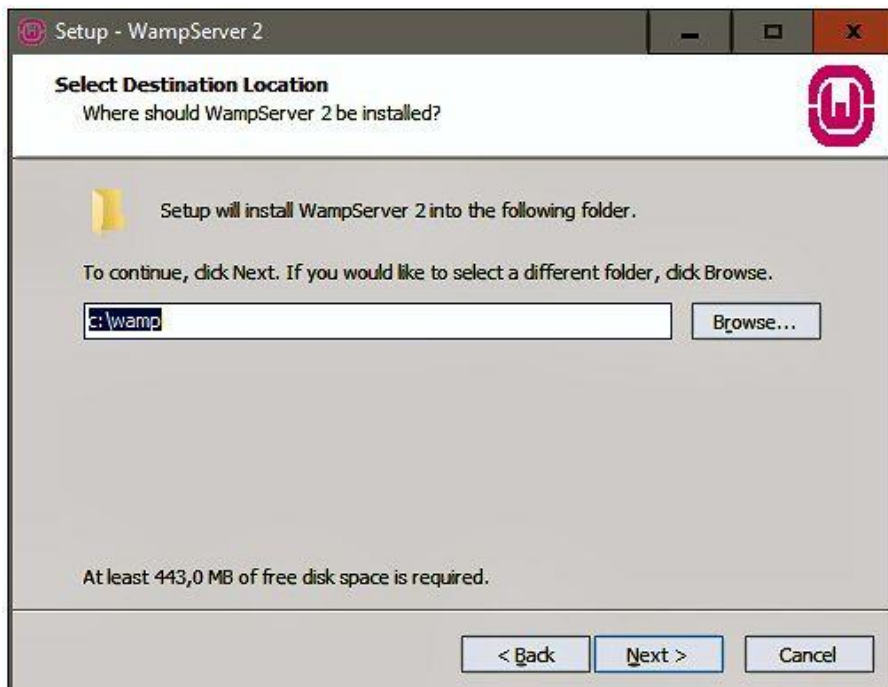 Setup - WampServer 2
Select Destination Location
Where should WampServer 2 be installed?
Setup will install WampServer 2 into the following folder.
To continue, click Next. If you would like to select a different folder, click Browse.
c:\wamp
Browse...
At least 443,0 MB of free disk space is required.
< Back
Next >
Cancel